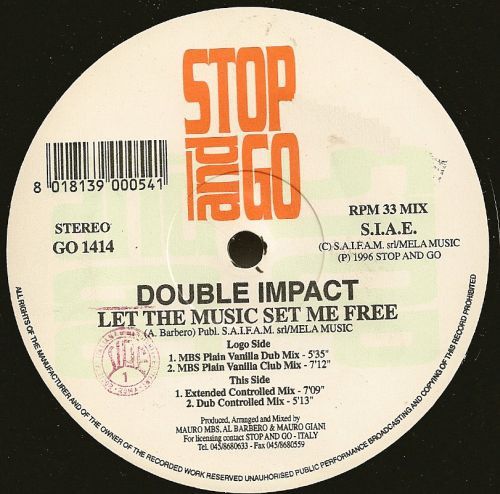 STOP
and
GO
8 018139 000541
STEREO
GO 1414
RPM 33 MIX
S.I.A.E.
(C) S.A.I.F.A.M. srl/MELA MUSIC
(P) 1996 STOP AND GO
DOUBLE IMPACT
LET THE MUSIC SET ME FREE
(A. Barbero) Publ. S.A.I.F.A.M. srl/MELA MUSIC
Logo Side
1. MBS Plain Vanilla Dub Mix - 5'35"
2. MBS Plain Vanilla Club Mix - 7'12"
This Side
1. Extended Controlled Mix - 7'09"
2. Dub Controlled Mix - 5'13"
Produced, Arranged and Mixed by
MAURO MBS, AL BARBERO & MAURO GIANI
For licensing contact STOP AND GO - ITALY
Tel. 045/8680633 - Fax 045/8680559
ALL RIGHTS OF THE MANUFACTURER AND OF THE OWNER OF THE RECORDED WORK RESERVED UNAUTHORISED PUBLIC PERFORMANCE BROADCASTING AND COPYING OF THIS RECORD PROHIBITED
SIAE
1